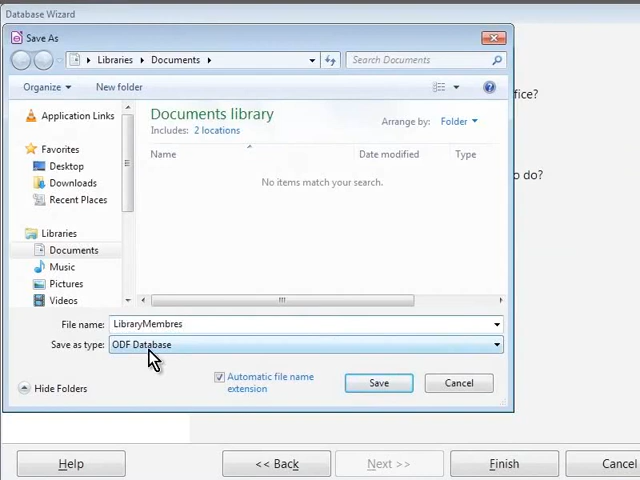 Database Wizard
Save As
Libraries Documents
Search Documents
Organize
New folder
Application Links
Favorites
Desktop
Downloads
Recent Places
Libraries
Documents
Music
Pictures
Videos
Documents library
Includes: 2 locations
Arrange by: Folder
Name Date modified Type
No items match your search.
File name: LibraryMembres
Save as type: ODF Database
Hide Folders
Automatic file name
extension
Save
Cancel
fice?
o do?
Help
<< Back
Next >>
Finish
Cancel